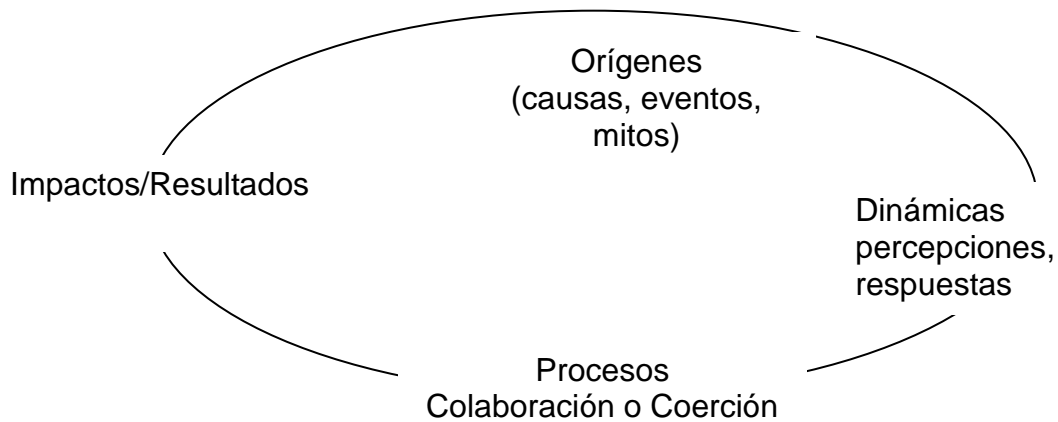 Orígenes
(causas, eventos,
mitos)
Impactos/Resultados
Dinámicas
percepciones,
respuestas
Procesos
Colaboración o Coerción